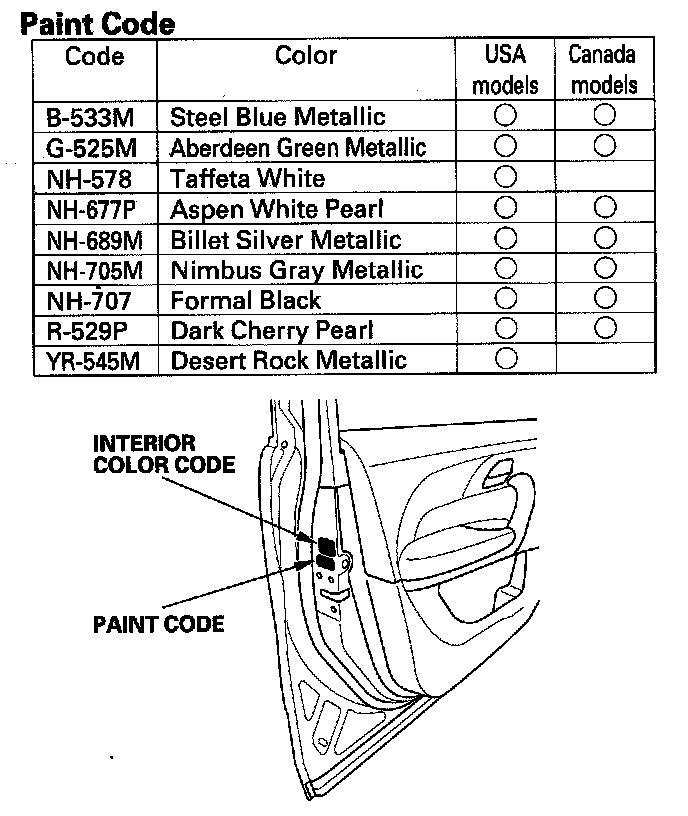 Paint Code
Code Color USA models Canada models
B-533M Steel Blue Metallic ○ ○
G-525M Aberdeen Green Metallic ○ ○
NH-578 Taffeta White ○
NH-677P Aspen White Pearl ○ ○
NH-689M Billet Silver Metallic ○ ○
NH-705M Nimbus Gray Metallic ○ ○
NH-707 Formal Black ○ ○
R-529P Dark Cherry Pearl ○ ○
YR-545M Desert Rock Metallic ○
INTERIOR
COLOR CODE
PAINT CODE